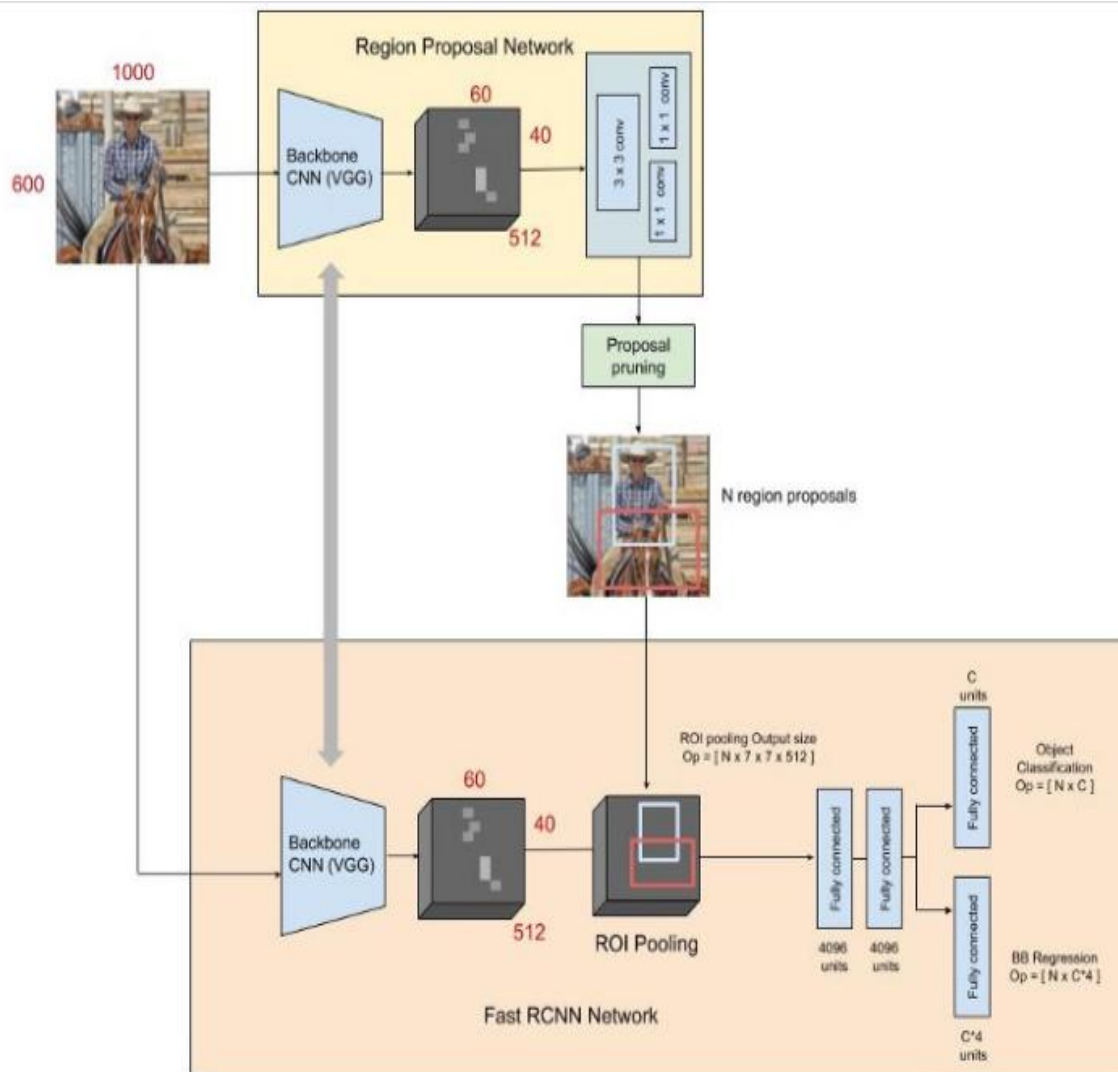 Region Proposal Network
1000
600
Backbone
CNN (VGG)
60
40
512
3 x 3 conv
1 x 1 conv
1 x 1 conv
Proposal
pruning
N region proposals
ROI pooling Output size
Op = [ N x 7 x 7 x 512 ]
Backbone
CNN (VGG)
60
40
512
ROI Pooling
Fully connected
4096
units
Fully connected
4096
units
C
units
Fully connected
Object
Classification
Op = [ N x C ]
Fully connected
BB Regression
Op = [ N x C*4 ]
C*4
units
Fast RCNN Network